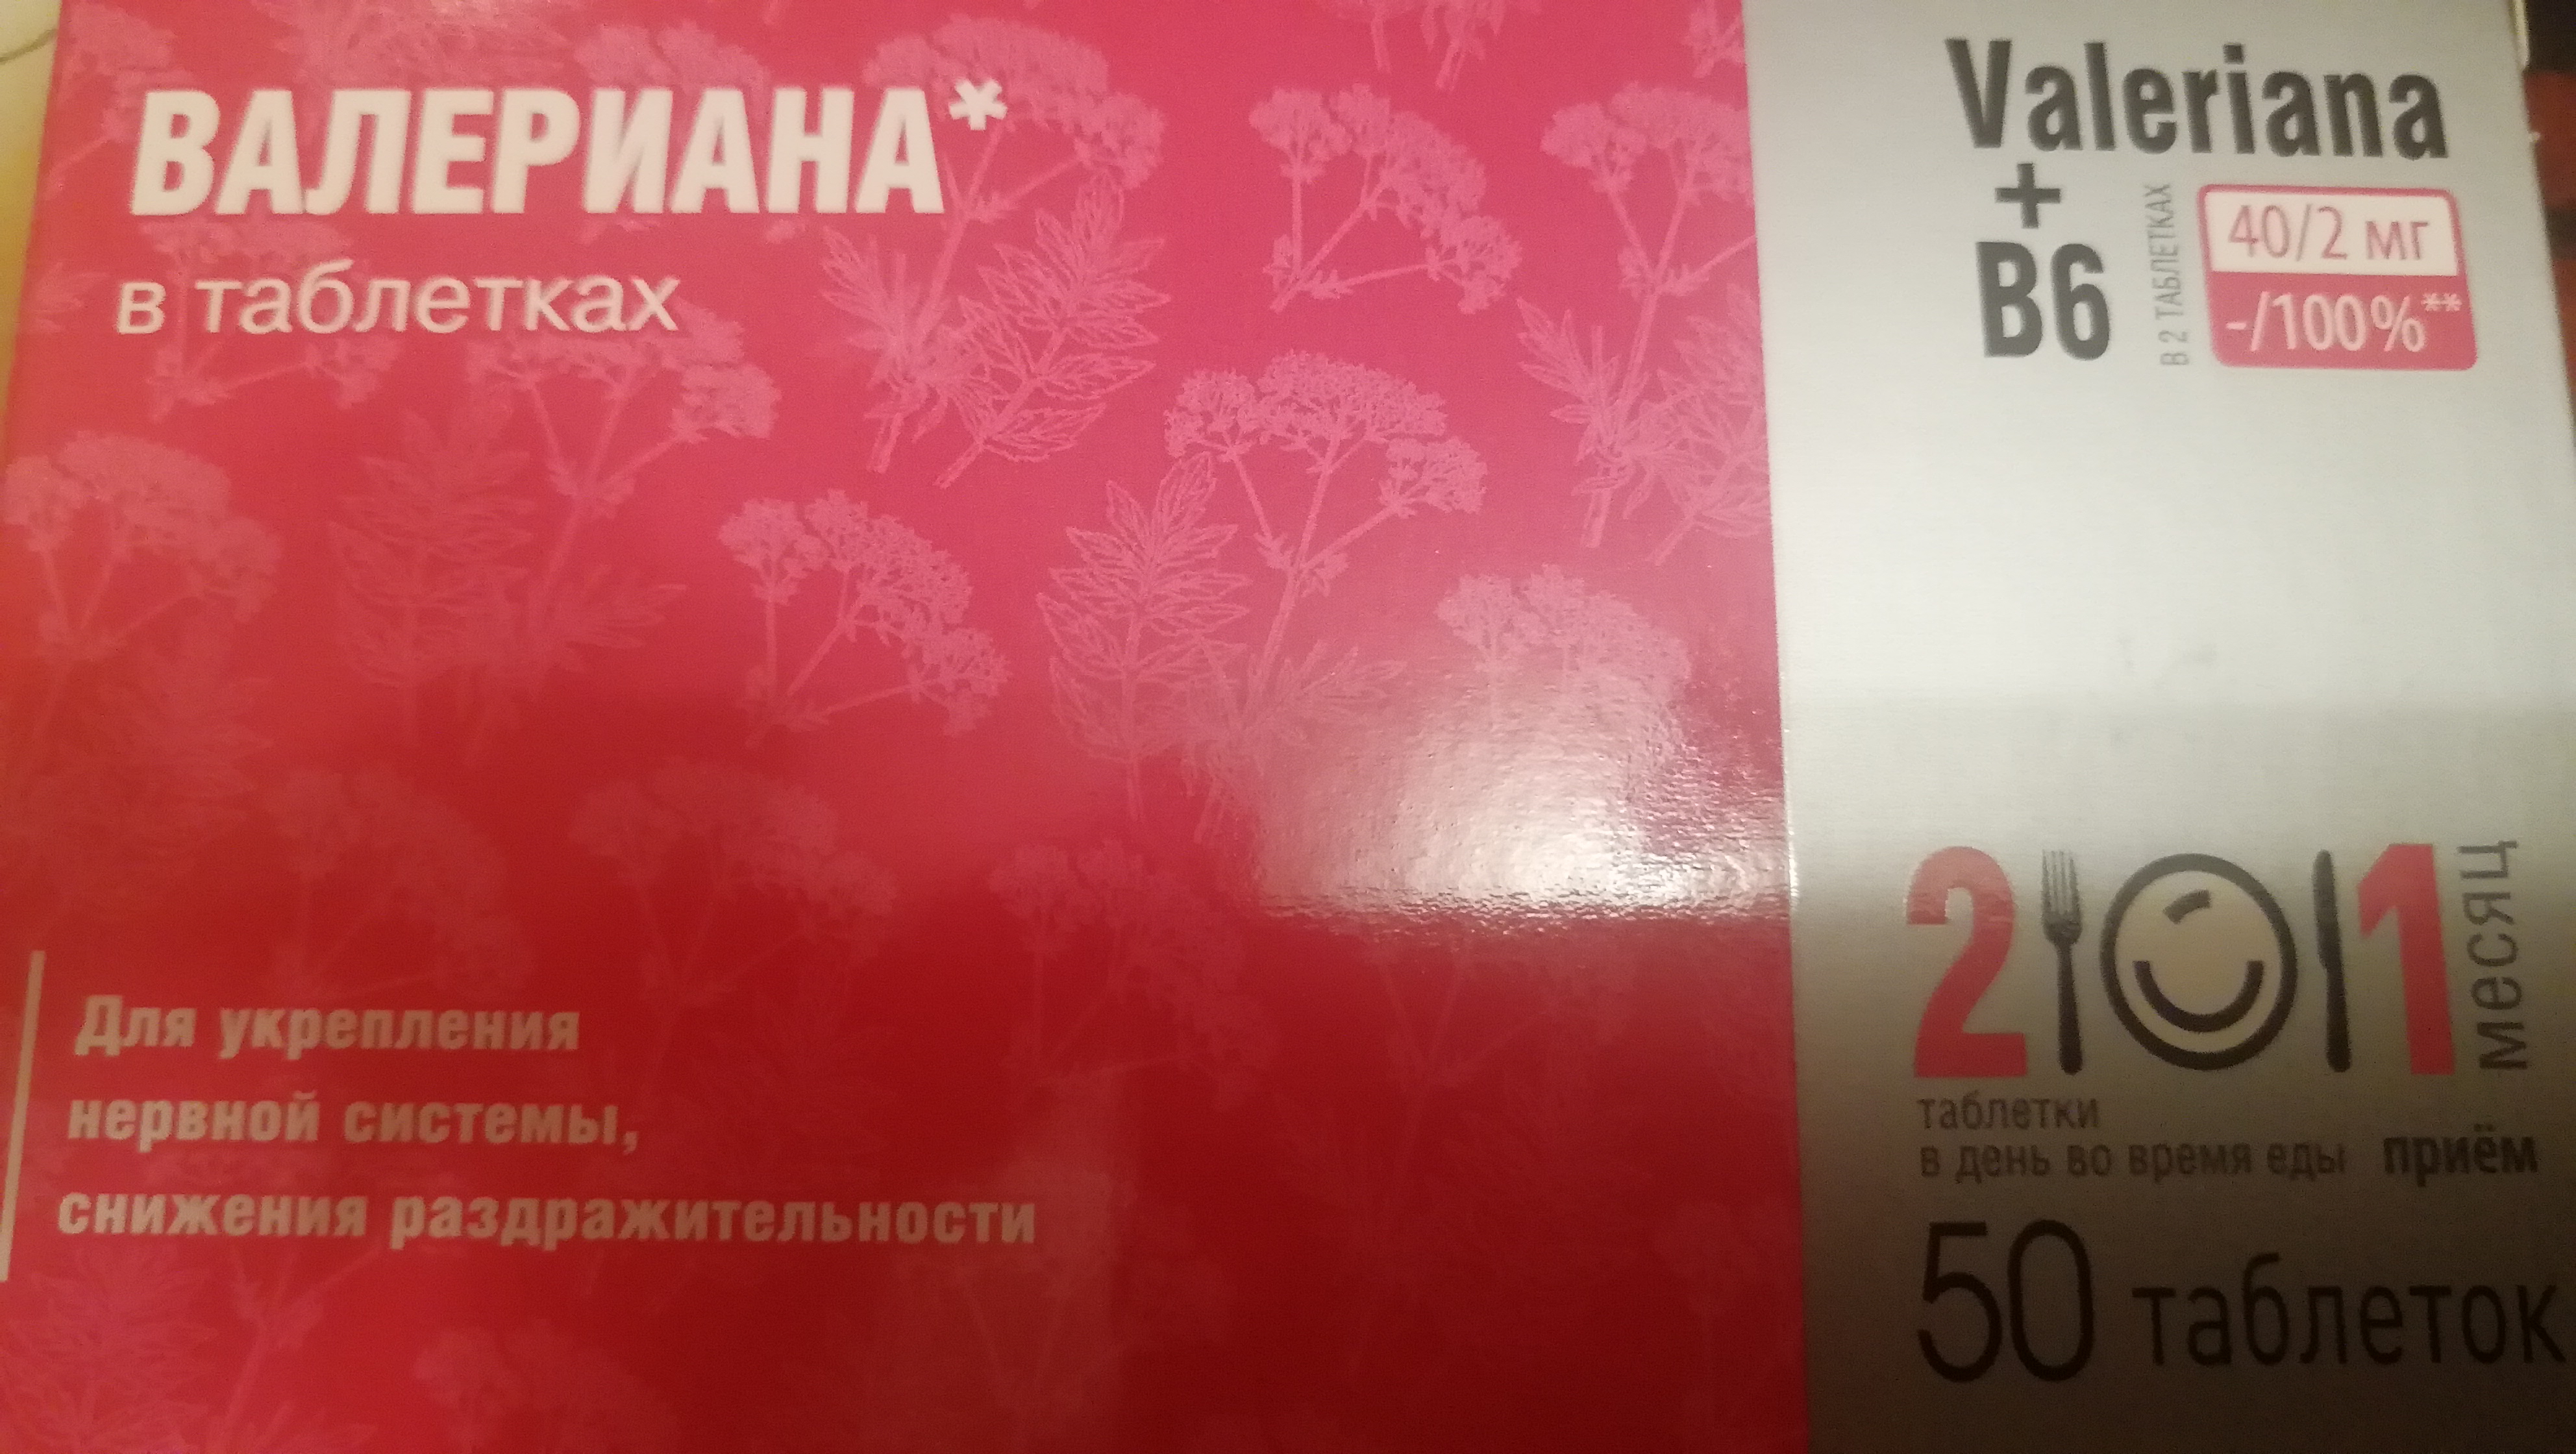 ВАЛЕРИАНА*
в таблетках
Для укрепления
нервной системы,
снижения раздражительности
Valeriana
+
B6
В 2 ТАБЛЕТКАХ
40/2 мг
-/100%**
2 1 месяц
таблетки
в день во время еды приём
50 таблеток